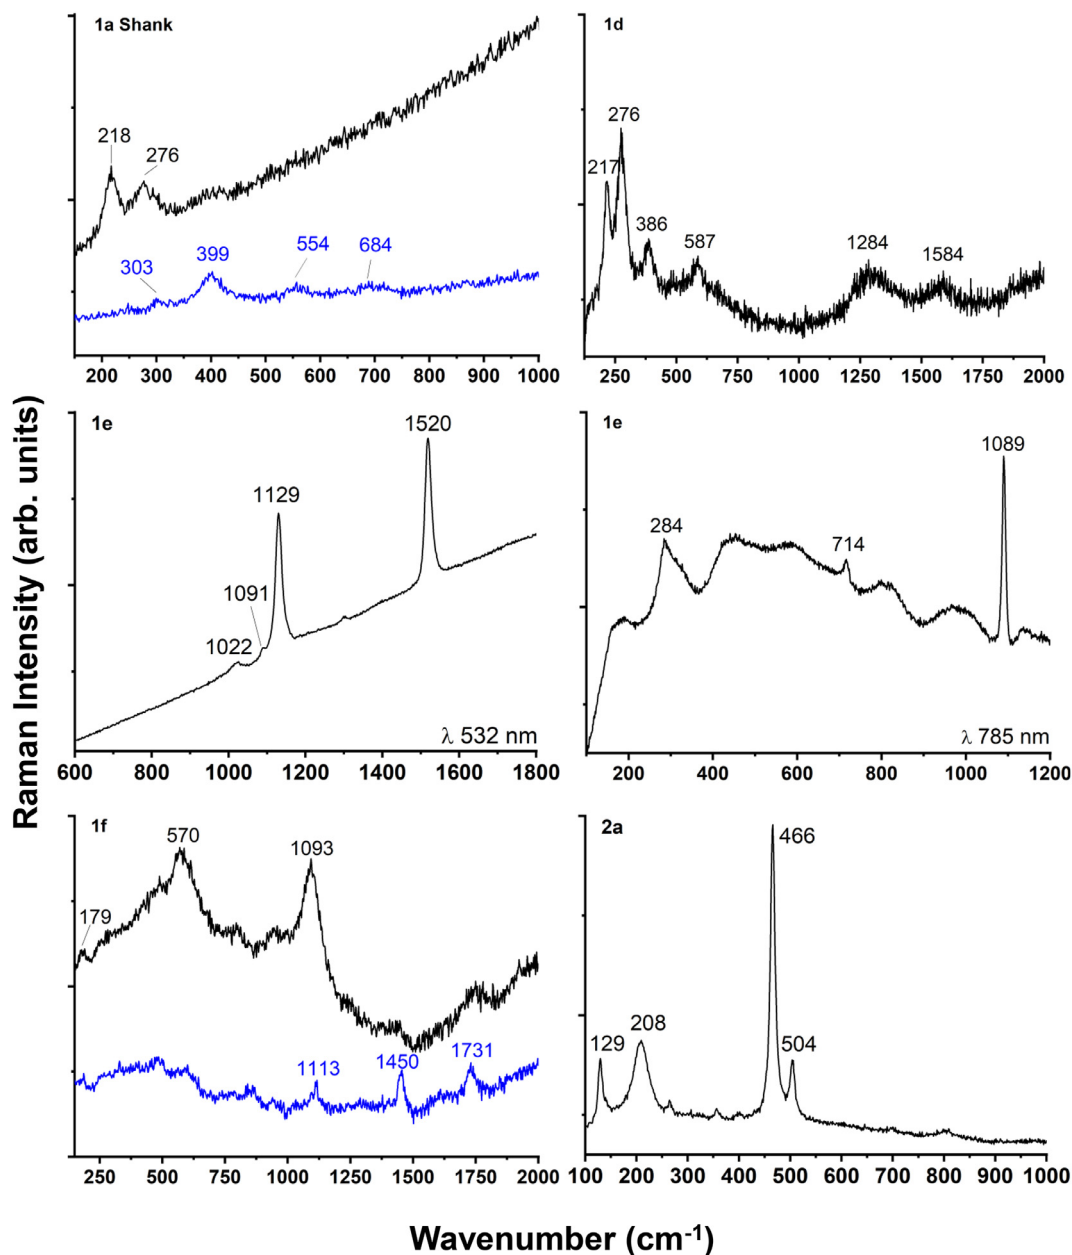 1a Shank
218
276
303
399
554
684
200 300 400 500 600 700 800 900 1000
1d
217
276
386
587
1284
1584
250 500 750 1000 1250 1500 1750 2000
1e
1022
1091
1129
1520
λ 532 nm
600 800 1000 1200 1400 1600 1800
1e
284
714
1089
λ 785 nm
200 400 600 800 1000 1200
1f
179
570
1093
1113
1450
1731
250 500 750 1000 1250 1500 1750 2000
2a
129
208
466
504
100 200 300 400 500 600 700 800 900 1000
Raman Intensity (arb. units)
Wavenumber (cm-1)